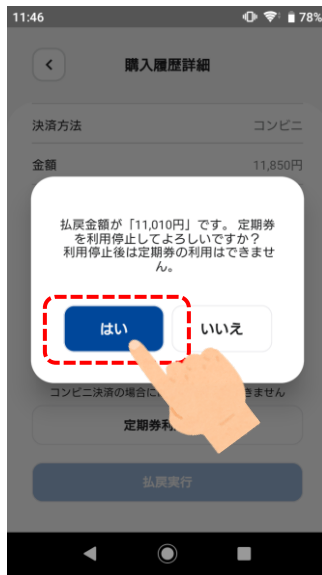 11:46
78%
購入履歴詳細
決済方法 コンビニ
金額 11,850円
払戻金額が「11,010円」です。定期券
を利用停止してよろしいですか？
利用停止後は定期券の利用はできませ
ん。
はい
いいえ
コンビニ決済の場合に
きません
定期券利
払戻実行